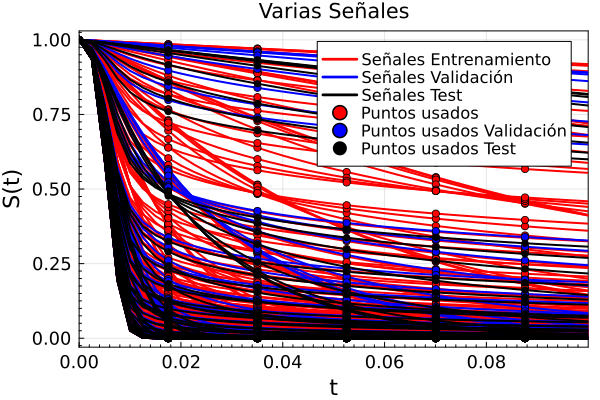 Varias Señales
S(t)
1.00
0.75
0.50
0.25
0.00
Señales Entrenamiento
Señales Validación
Señales Test
Puntos usados
Puntos usados Validación
Puntos usados Test
0.00 0.02 0.04 0.06 0.08
t